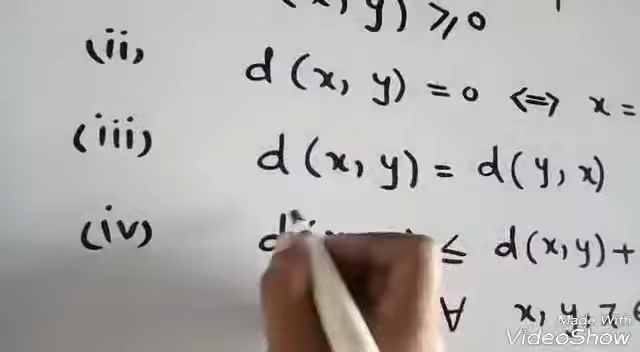 (x, y) ≥ 0
(ii) d(x, y) = 0 ⇔ x =
(iii) d(x, y) = d(y, x)
(iv) ≤ d(x,y) +
∀ x, y, z
Made With
VideoShow